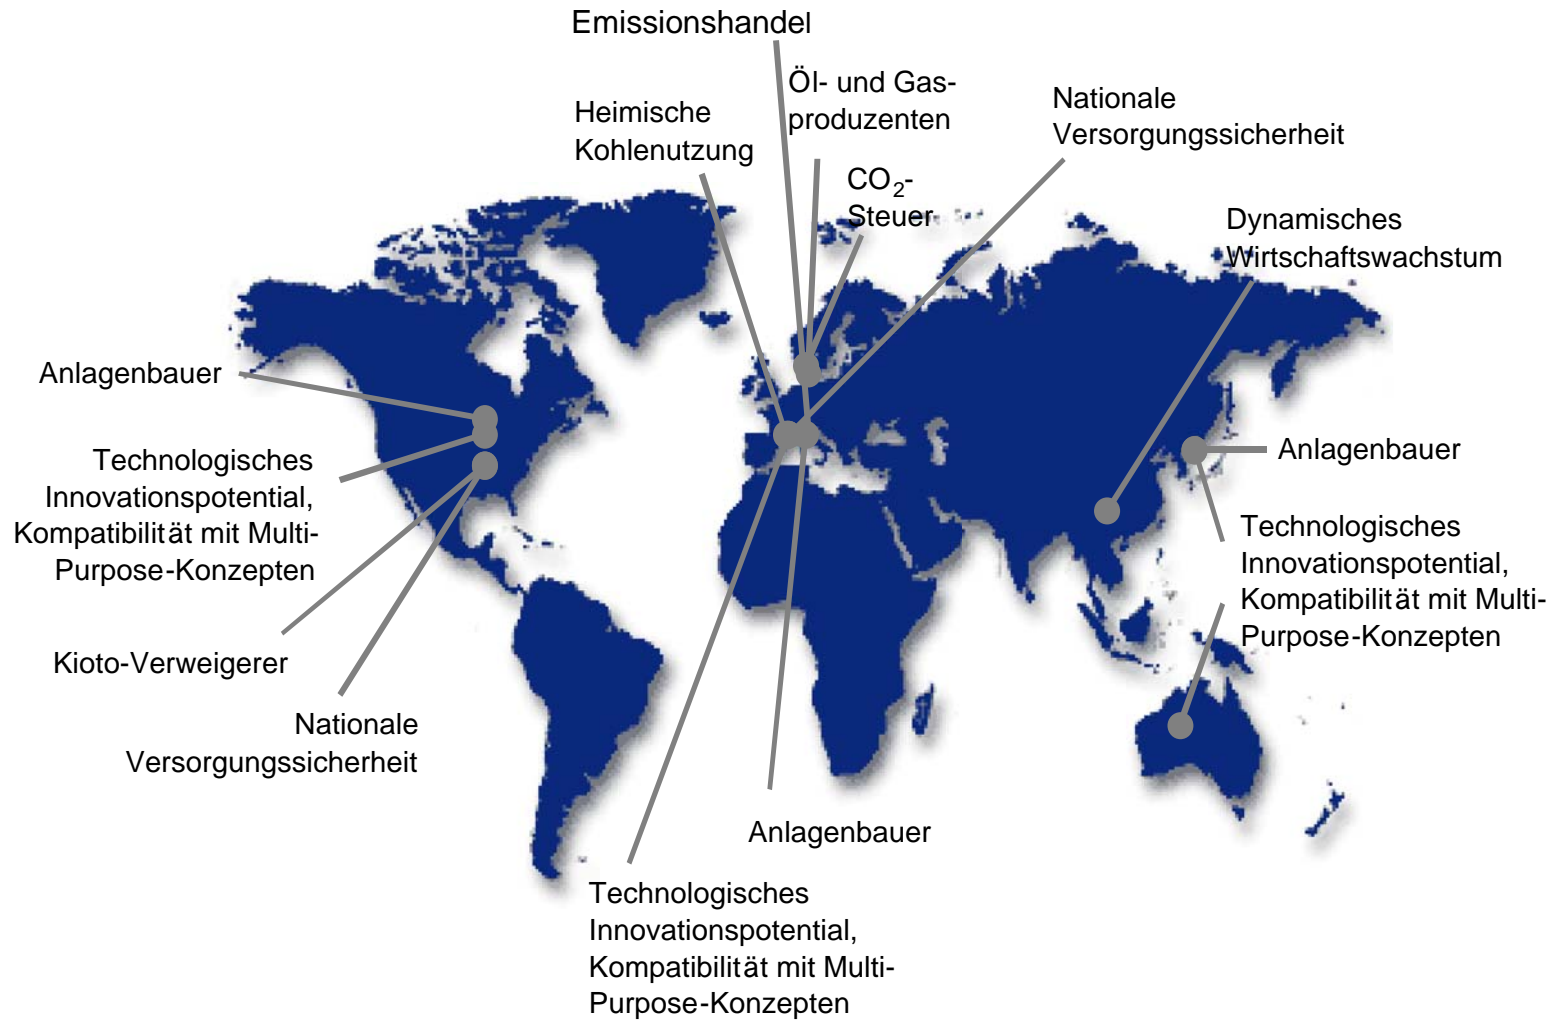 Emissionshandel
Öl- und Gas-
produzenten
Heimische
Kohlenutzung
Nationale
Versorgungssicherheit
CO₂-
Steuer
Dynamisches
Wirtschaftswachstum
Anlagenbauer
Technologisches
Innovationspotential,
Kompatibilität mit Multi-
Purpose-Konzepten
Kioto-Verweigerer
Nationale
Versorgungssicherheit
Anlagenbauer
Technologisches
Innovationspotential,
Kompatibilität mit Multi-
Purpose-Konzepten
Anlagenbauer
Technologisches
Innovationspotential,
Kompatibilität mit Multi-
Purpose-Konzepten